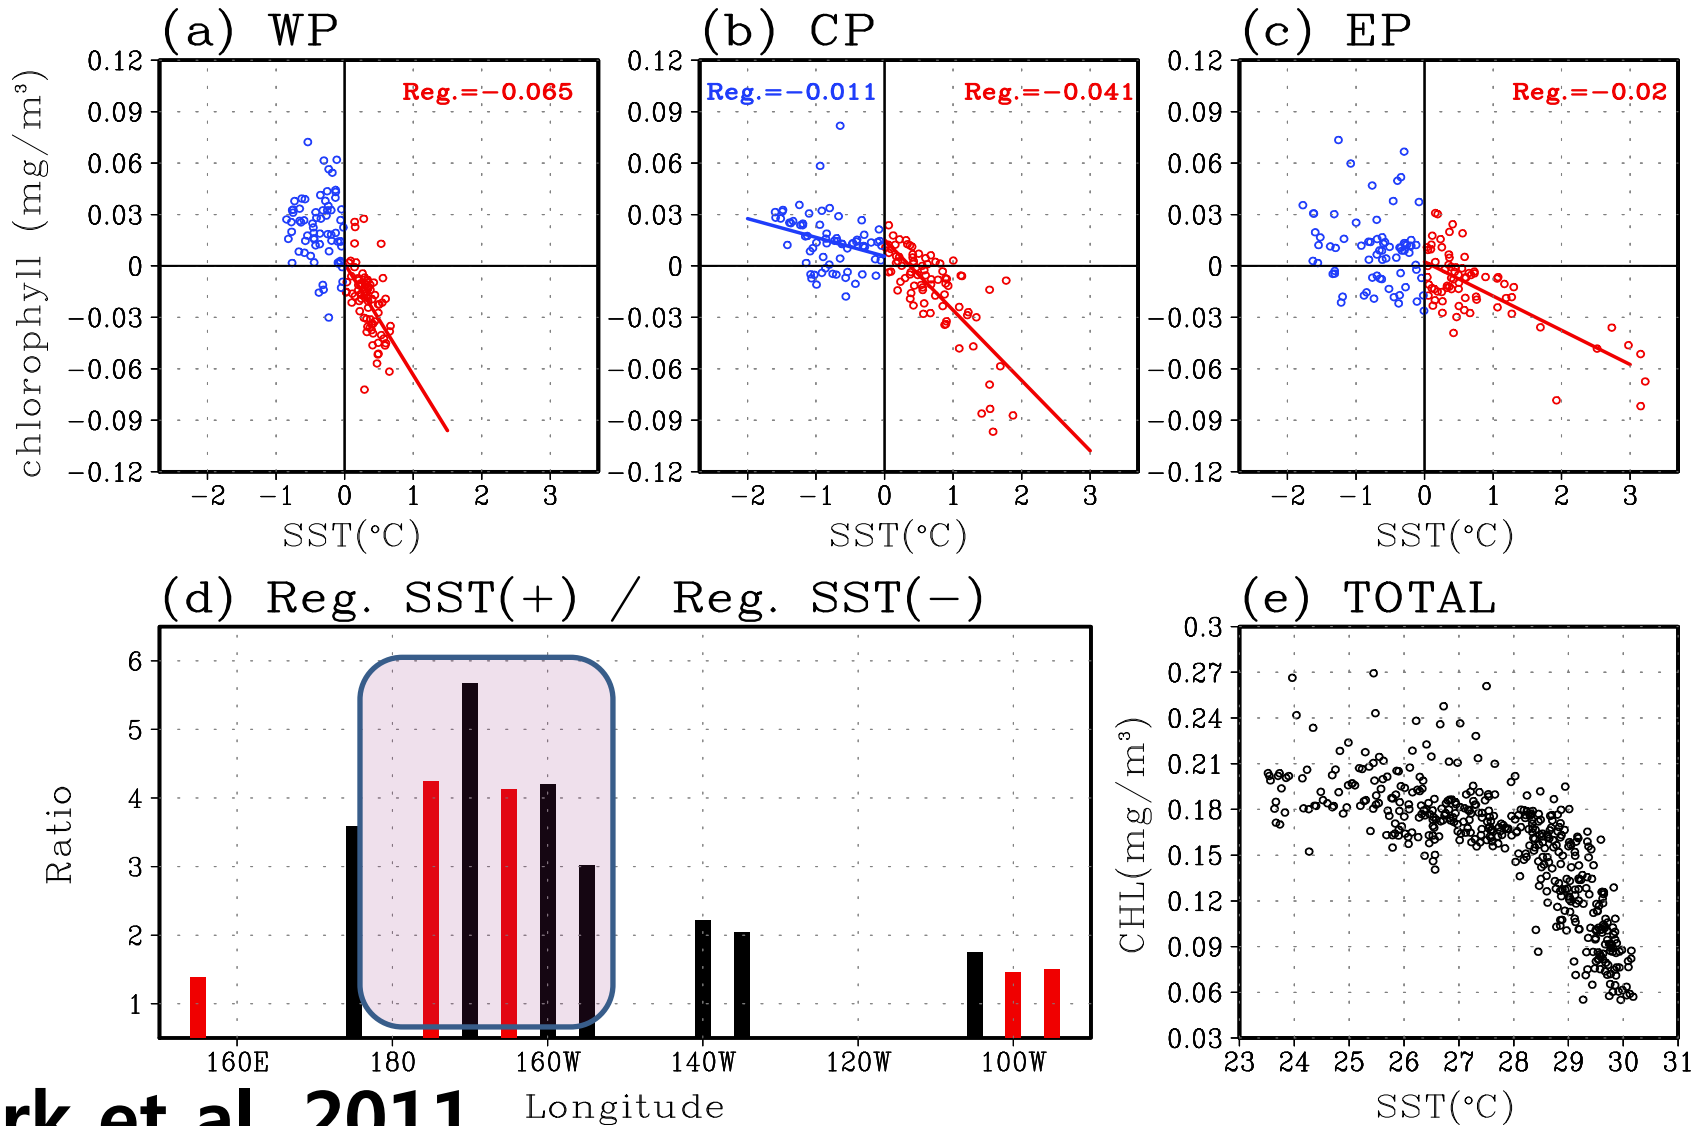 (a) WP
(b) CP
(c) EP
chlorophyll (mg/m³)
0.12
0.09
0.06
0.03
0
−0.03
−0.06
−0.09
−0.12
Reg.=−0.065
−2 −1 0 1 2 3
SST(°C)
0.12
0.09
0.06
0.03
0
−0.03
−0.06
−0.09
−0.12
Reg.=−0.011
Reg.=−0.041
−2 −1 0 1 2 3
SST(°C)
0.12
0.09
0.06
0.03
0
−0.03
−0.06
−0.09
−0.12
Reg.=−0.02
−2 −1 0 1 2 3
SST(°C)
(d) Reg. SST(+) / Reg. SST(−)
Ratio
6
5
4
3
2
1
160E 180 160W 140W 120W 100W
Longitude
(e) TOTAL
CHL(mg/m³)
0.3
0.27
0.24
0.21
0.18
0.15
0.12
0.09
0.06
0.03
23 24 25 26 27 28 29 30 31
SST(°C)
rk et al. 2011